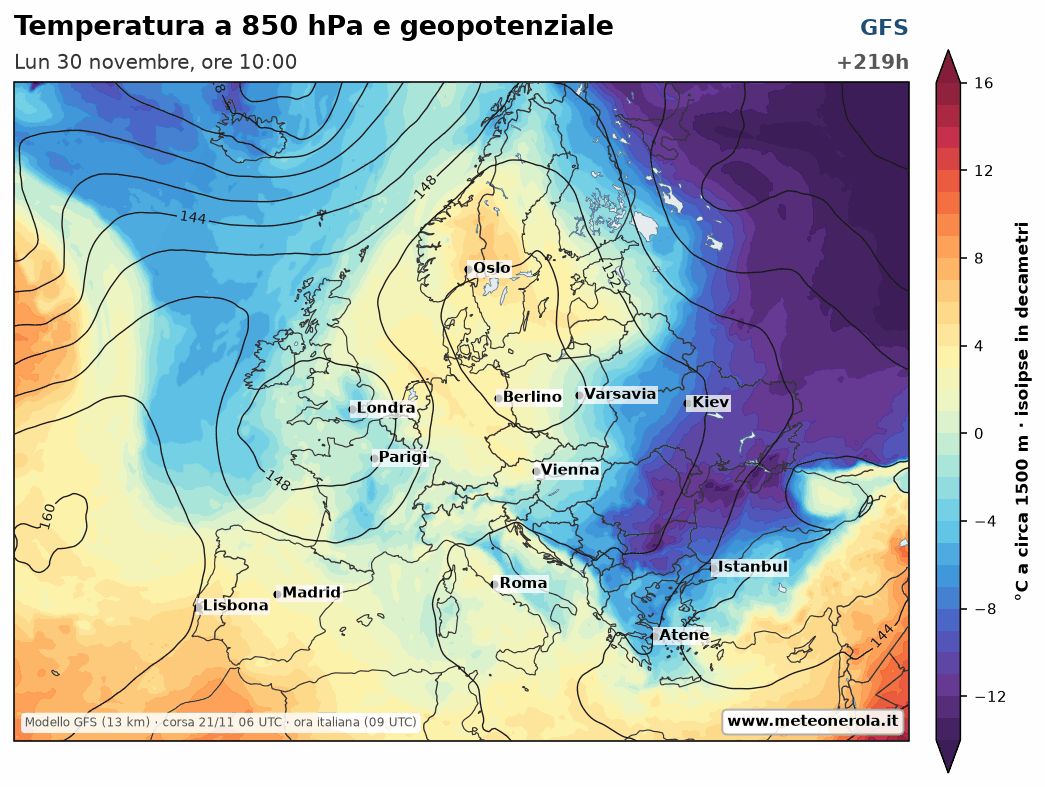 Temperatura a 850 hPa e geopotenziale
GFS
Lun 30 novembre, ore 10:00
+219h
148
144
Oslo
Berlino
Varsavia
Kiev
Londra
Parigi
Vienna
148
160
Istanbul
Roma
Madrid
Lisbona
Atene
144
Modello GFS (13 km) · corsa 21/11 06 UTC · ora italiana (09 UTC)
www.meteonerola.it
16
12
8
4
0
−4
−8
−12
°C a circa 1500 m · isoipse in decametri